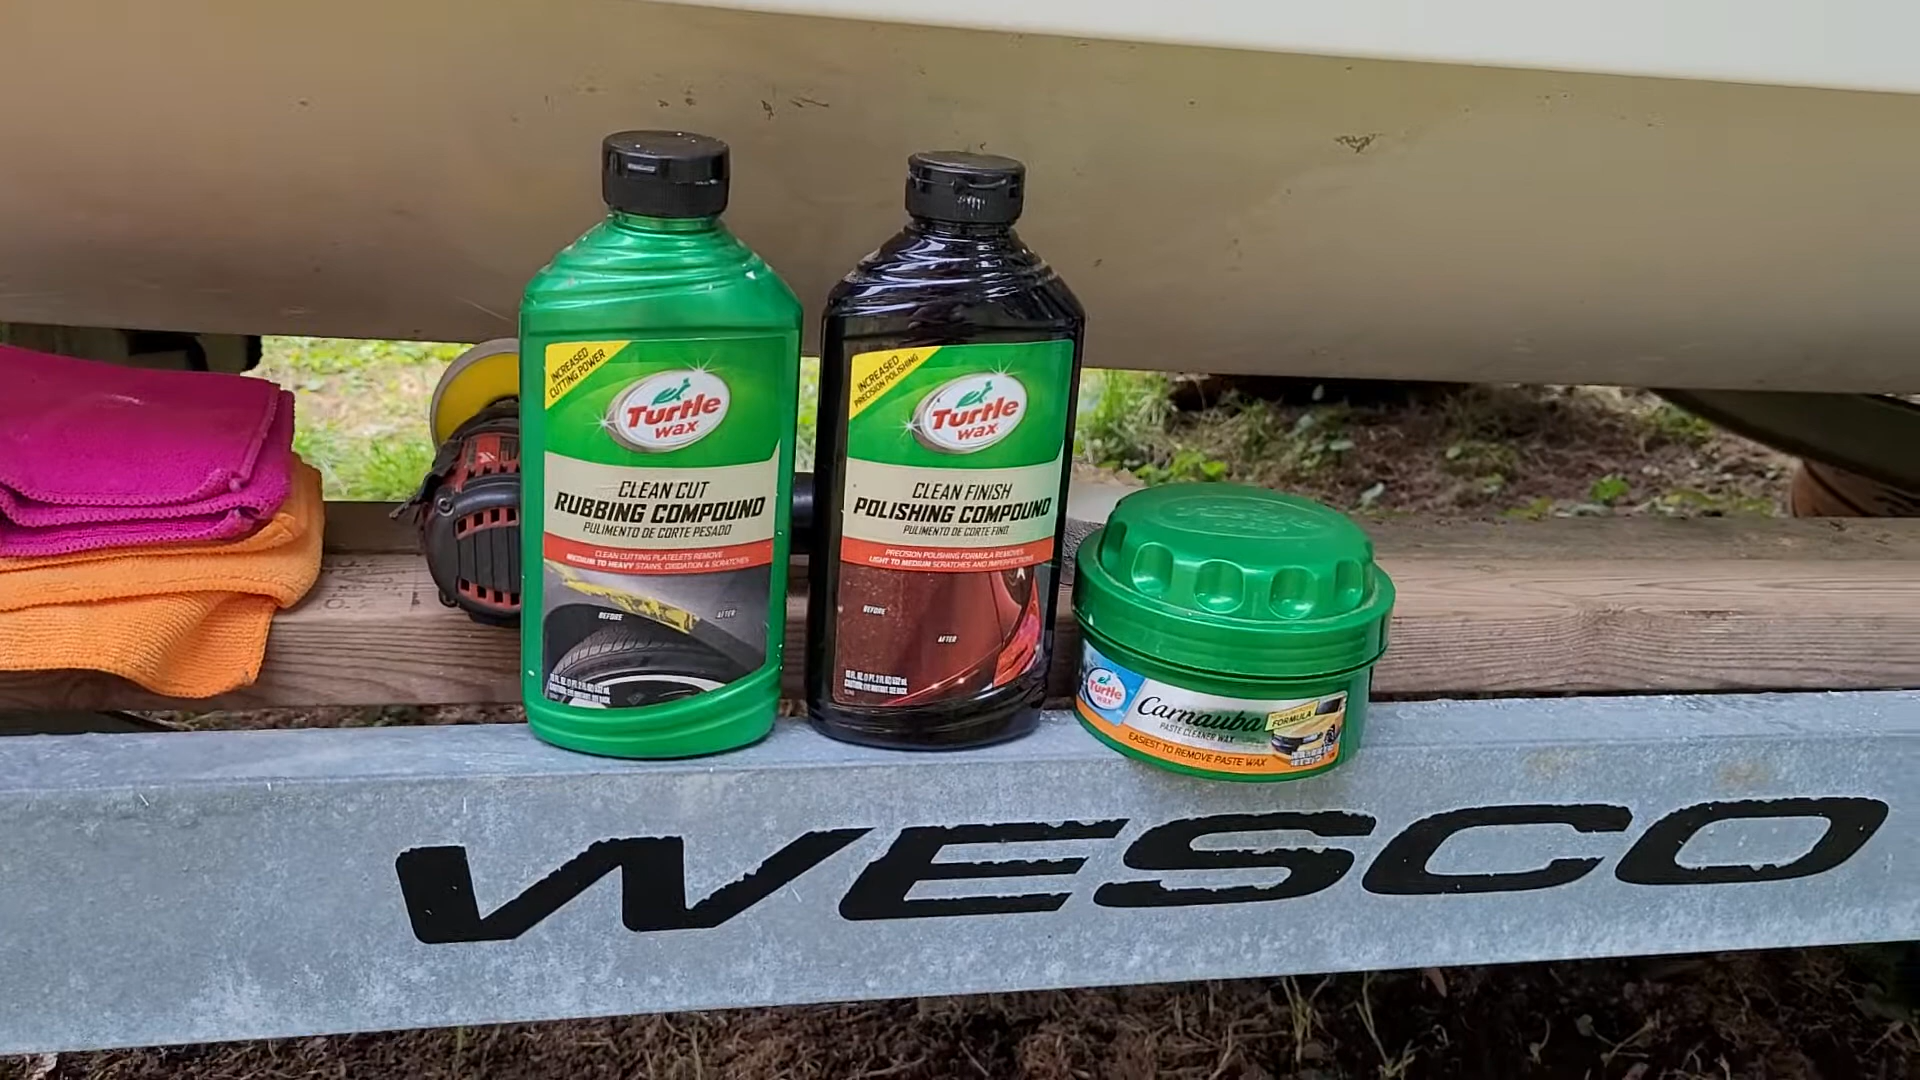 INCREASED
CUTTING POWER
Turtle
wax
CLEAN CUT
RUBBING COMPOUND
PULIMENTO DE CORTE PESADO
CLEAN CUTTING PLATELETS REMOVE
MEDIUM TO HEAVY STAINS, OXIDATION & SCRATCHES
BEFORE
AFTER
INCREASED
PRECISION POLISHING
Turtle
wax
CLEAN FINISH
POLISHING COMPOUND
PULIMENTO DE CORTE FINO
PRECISION POLISHING FORMULA REMOVES
LIGHT TO MEDIUM SCRATCHES AND IMPERFECTIONS
BEFORE
AFTER
Turtle
wax
Carnauba
FORMULA
PASTE CLEANER WAX
EASIEST TO REMOVE PASTE WAX
WESCO